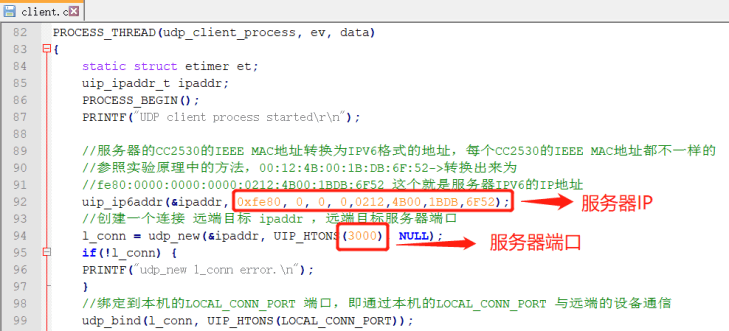 client.c
82 PROCESS_THREAD(udp_client_process, ev, data)
83 {
84 static struct etimer et;
85 uip_ipaddr_t ipaddr;
86 PROCESS_BEGIN();
87 PRINTF("UDP client process started\r\n");
88
89 //服务器的CC2530的IEEE MAC地址转换为IPV6格式的地址，每个CC2530的IEEE MAC地址都不一样的
90 //参照实验原理中的方法，00:12:4B:00:1B:DB:6F:52->转换出来为
91 //fe80:0000:0000:0000:0212:4B00:1BDB:6F52 这个就是服务器IPV6的IP地址
92 uip_ip6addr(&ipaddr, 0xfe80, 0, 0, 0,0212,4B00,1BDB,6F52); 服务器IP
93 //创建一个连接 远端目标 ipaddr ，远端目标服务器端口
94 l_conn = udp_new(&ipaddr, UIP_HTONS(3000), NULL); 服务器端口
95 if(!l_conn) {
96 PRINTF("udp_new l_conn error.\n");
97 }
98 //绑定到本机的LOCAL_CONN_PORT 端口，即通过本机的LOCAL_CONN_PORT 与远端的设备通信
99 udp_bind(l_conn, UIP_HTONS(LOCAL_CONN_PORT));